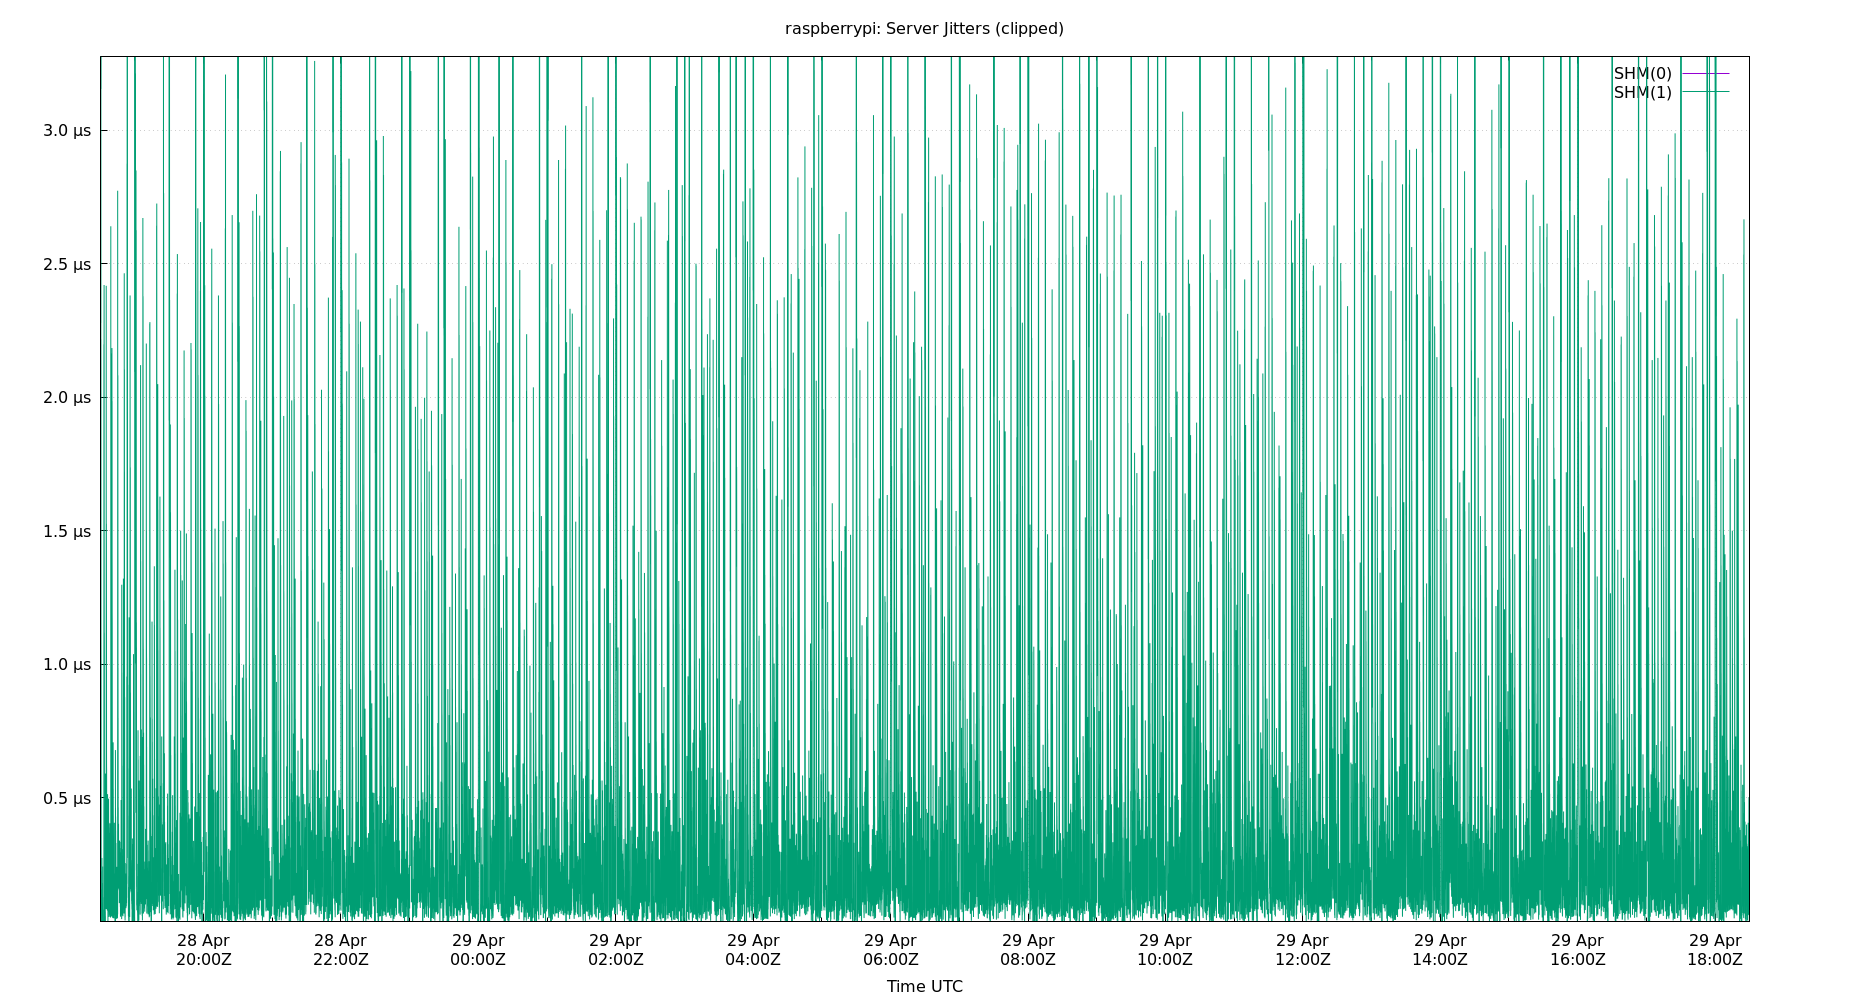 raspberrypi: Server Jitters (clipped)
SHM(0)
SHM(1)
3.0 µs
2.5 µs
2.0 µs
1.5 µs
1.0 µs
0.5 µs
28 Apr 28 Apr 29 Apr 29 Apr 29 Apr 29 Apr 29 Apr 29 Apr 29 Apr 29 Apr 29 Apr 29 Apr
20:00Z 22:00Z 00:00Z 02:00Z 04:00Z 06:00Z 08:00Z 10:00Z 12:00Z 14:00Z 16:00Z 18:00Z
Time UTC